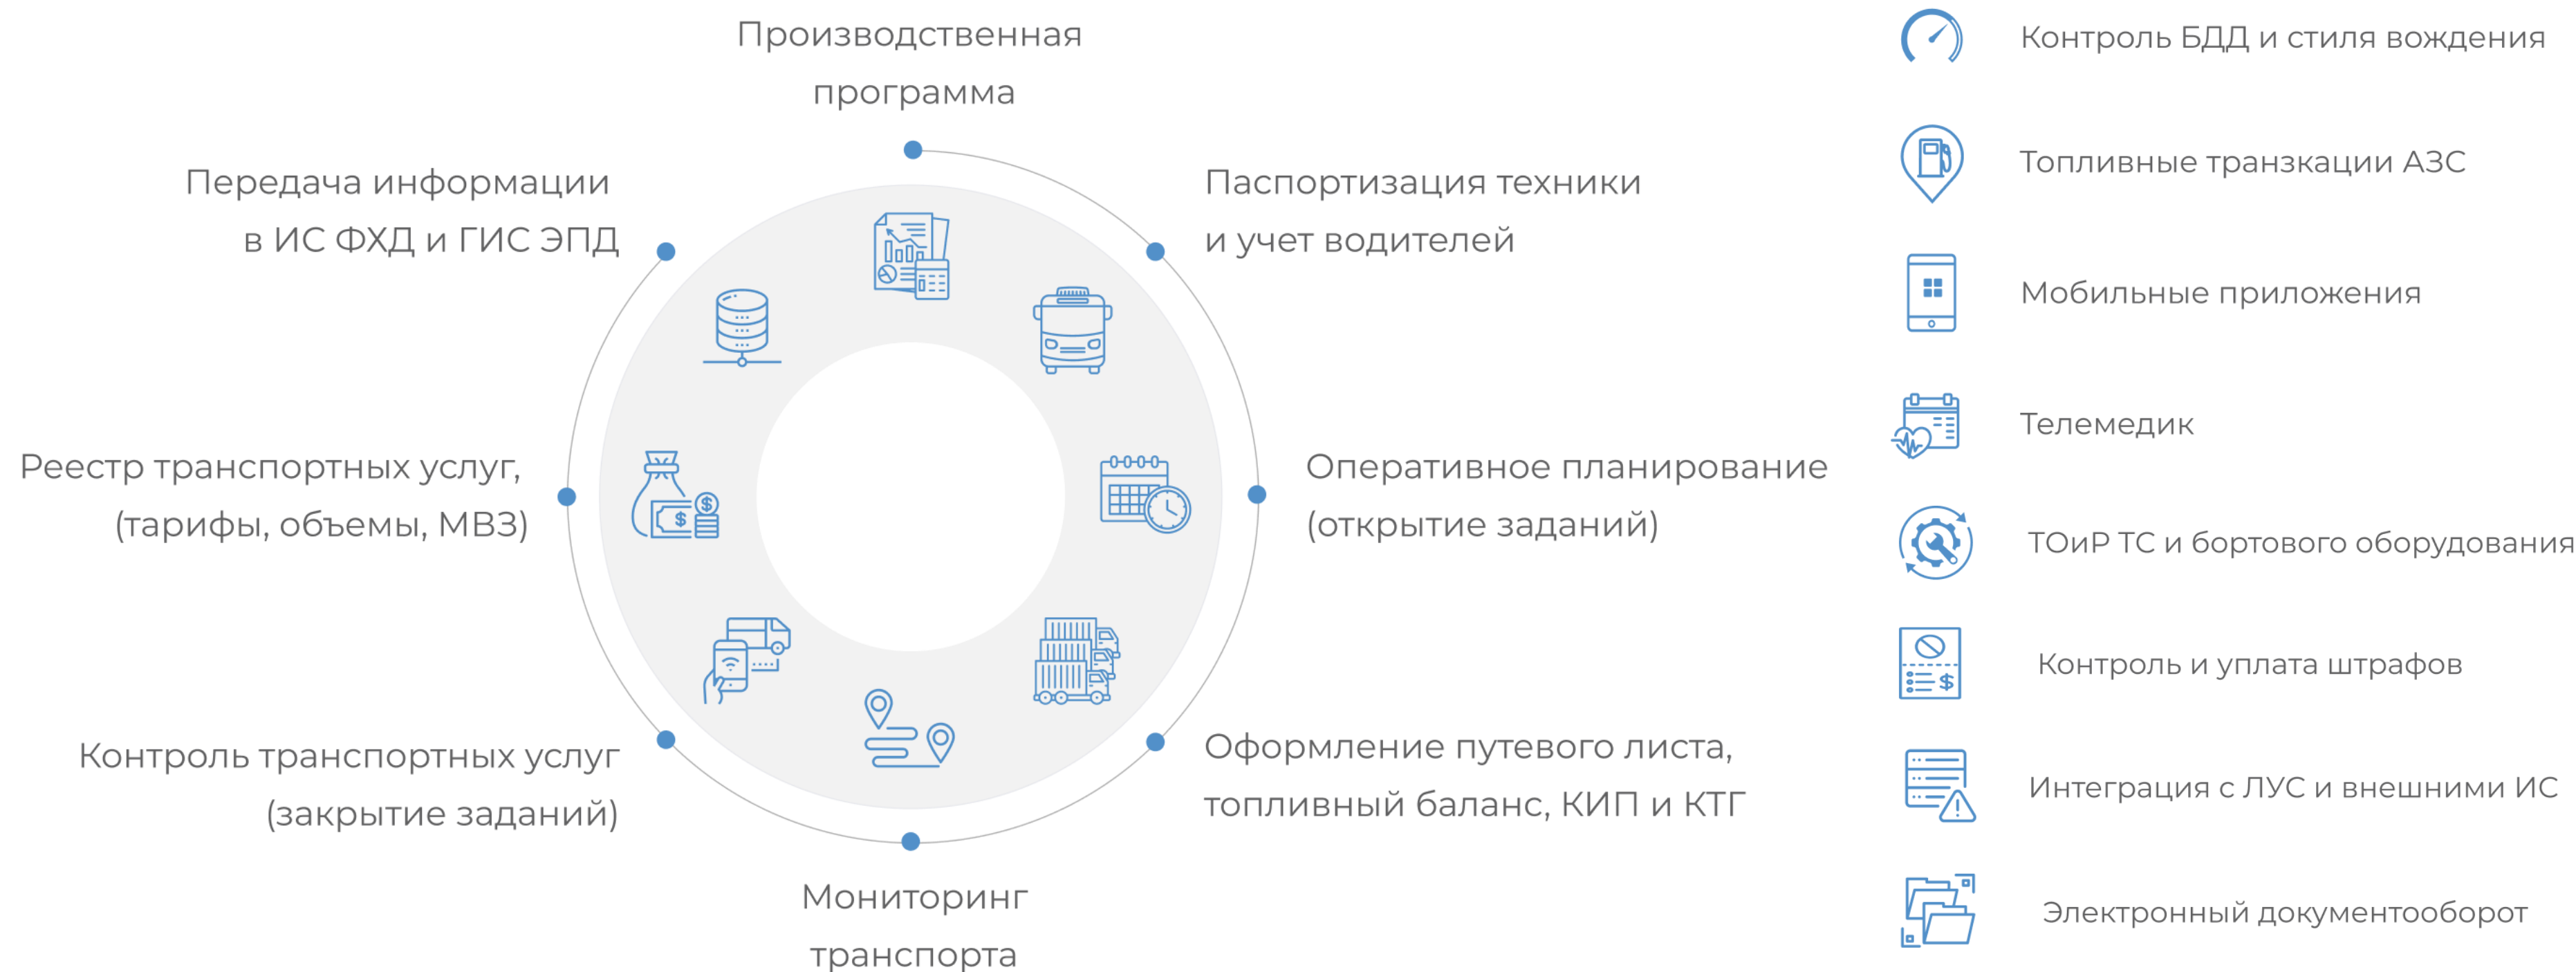 Производственная
программа
Паспортизация техники
и учет водителей
Оперативное планирование
(открытие заданий)
Оформление путевого листа,
топливный баланс, КИП и КТГ
Мониторинг
транспорта
Контроль транспортных услуг
(закрытие заданий)
Реестр транспортных услуг,
(тарифы, объемы, МВЗ)
Передача информации
в ИС ФХД и ГИС ЭПД
Контроль БДД и стиля вождения
Топливные транзкации АЗС
Мобильные приложения
Телемедик
ТОиР ТС и бортового оборудования
Контроль и уплата штрафов
Интеграция с ЛУС и внешними ИС
Электронный документооборот